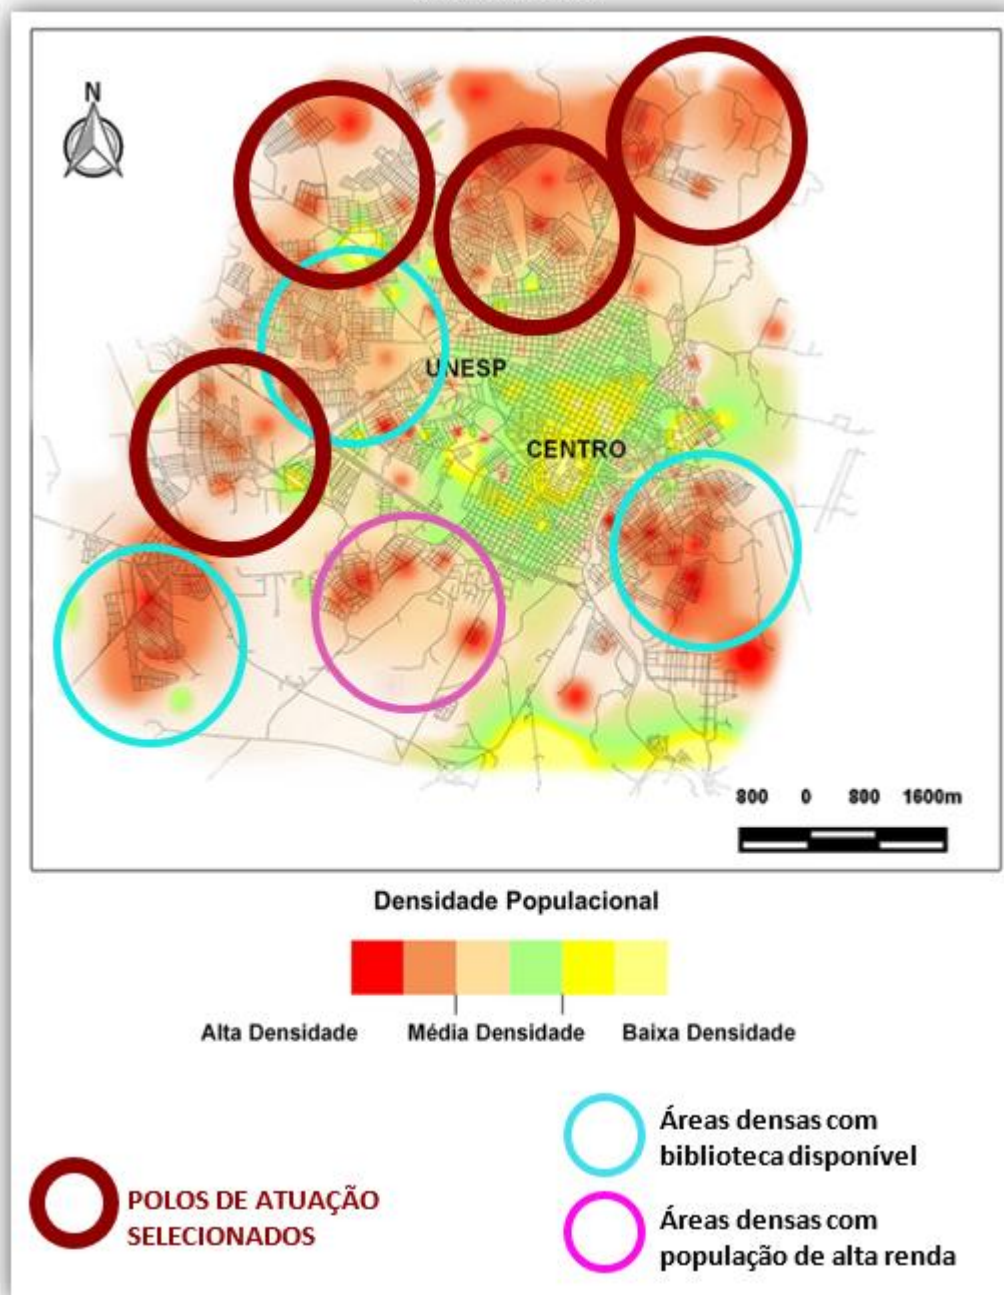 N
UNESP
CENTRO
800 0 800 1600m
Densidade Populacional
Alta Densidade Média Densidade Baixa Densidade
POLOS DE ATUAÇÃO
SELECIONADOS
Áreas densas com
biblioteca disponível
Áreas densas com
população de alta renda